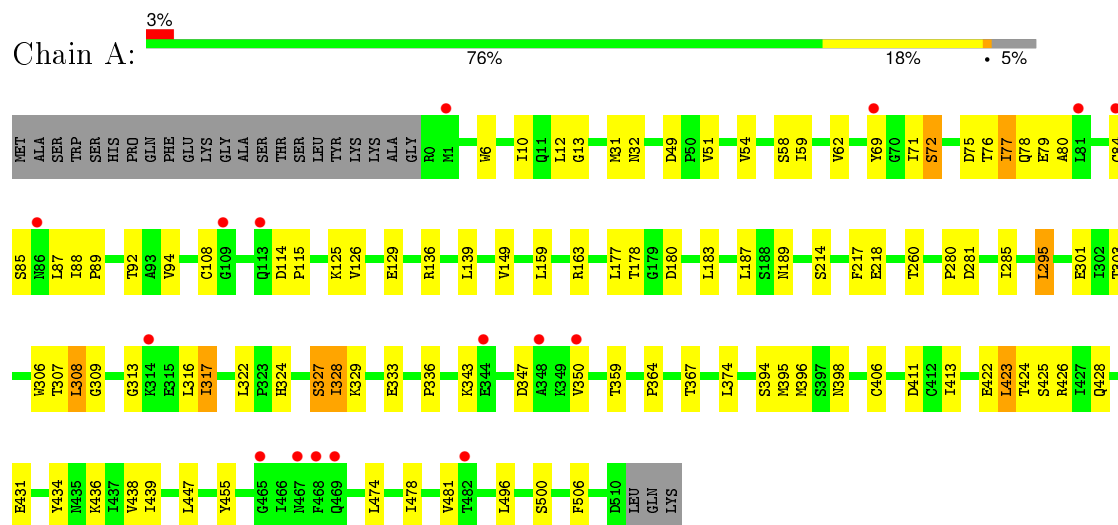 3%
Chain A:
76% 18% • 5%
MET ALA SER TRP SER HIS PRO GLN PHE GLU LYS GLY ALA SER THR SER LEU TYR LYS LYS ALA GLY R0 M1 W6 I10 Q11 L12 G13 M31 N32 D49 P50 V51 V54 S58 I59 V62 Y69 G70 I71 S72 D75 T76 I77 Q78 E79 A80 L81 C84
S85 N86 L87 I88 P89 T92 A93 V94 C108 G109 Q113 D114 P115 K125 V126 E129 R136 L139 V149 L159 R163 L177 T178 G179 D180 L183 L187 S188 N189 S214 F217 E218 T260 P280 D281 I285 L295 E301 I302 T303
W306 T307 L308 G309 G313 K314 E315 L316 I317 L322 P323 H324 S327 I328 K329 E333 P336 K343 E344 D347 A348 K349 V350 T359 P364 T367 L374 S394 M395 M396 S397 N398 C406 D411 C412 I413 E422 L423 T424 S425 R426 I427 Q428
E431 Y434 N435 K436 I437 V438 I439 L447 Y455 G465 I466 N467 F468 Q469 L474 I478 V481 T482 L496 S500 F506 D510 LEU GLN LYS